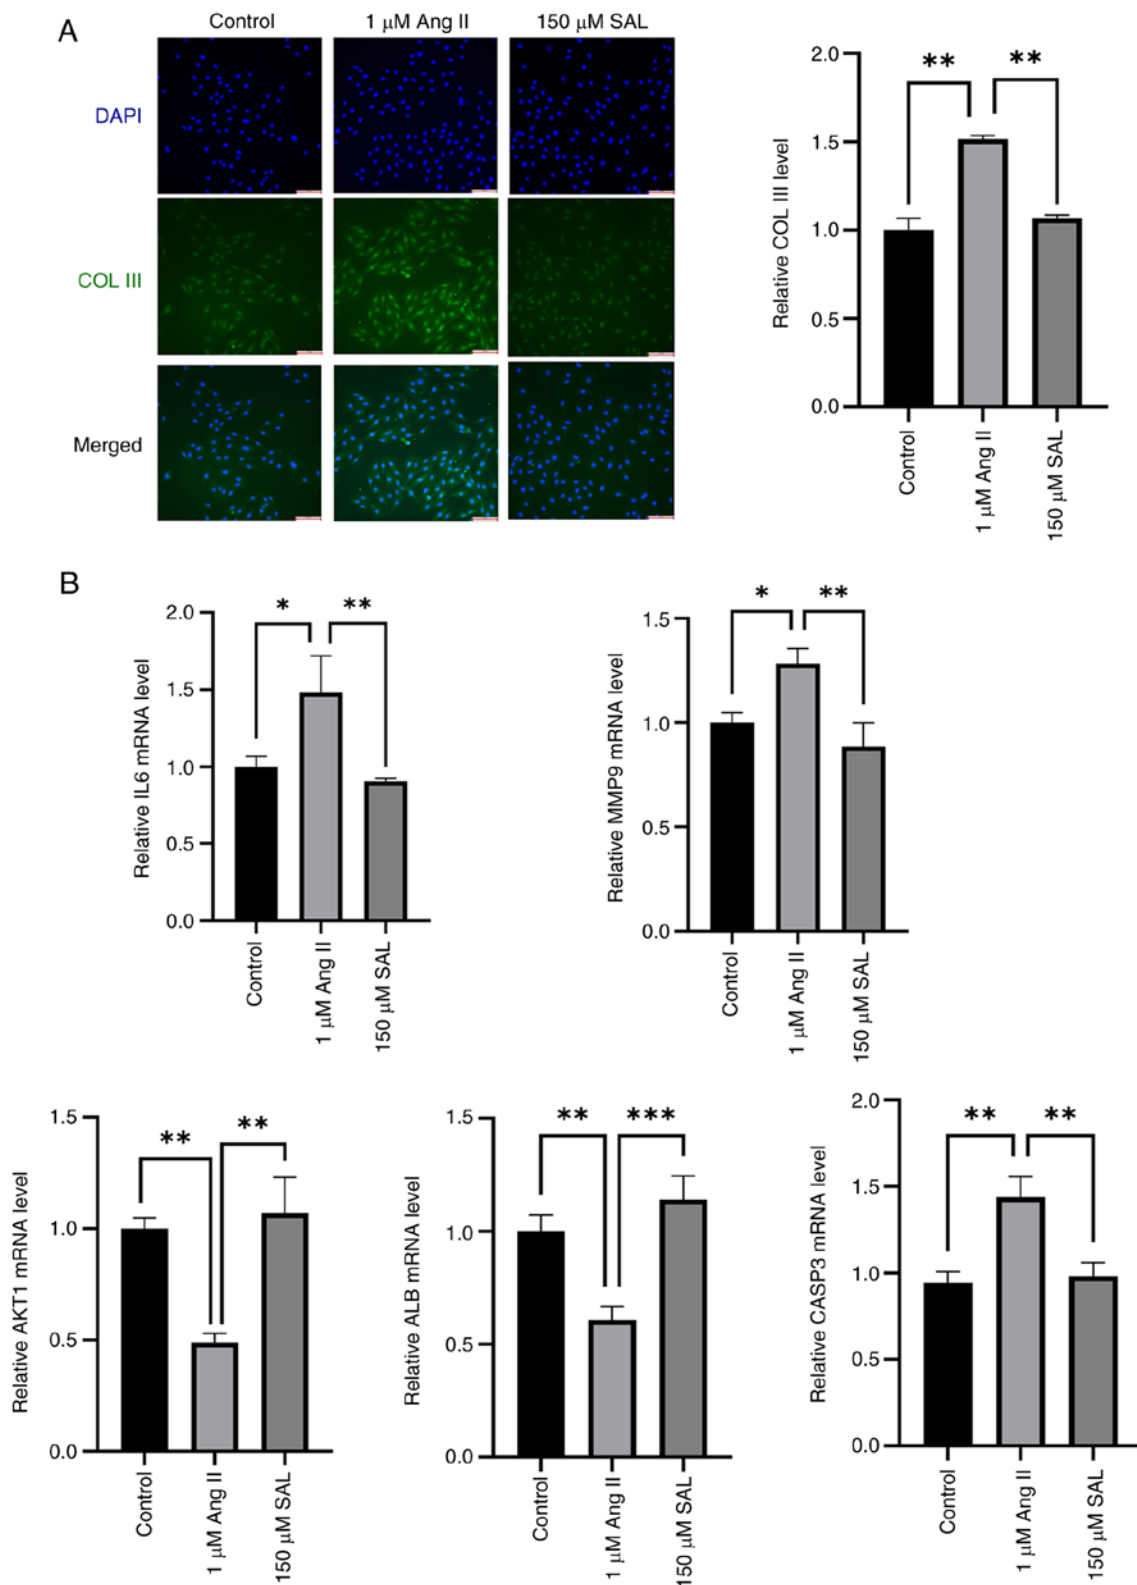 A
Control
1 μM Ang II
150 μM SAL
DAPI
COL III
Merged
Relative COL III level
2.0
1.5
1.0
0.5
0.0
**
**
Control
1 μM Ang II
150 μM SAL
B
Relative IL6 mRNA level
2.0
1.5
1.0
0.5
0.0
*
**
Control
1 μM Ang II
150 μM SAL
Relative MMP9 mRNA level
1.5
1.0
0.5
0.0
*
**
Control
1 μM Ang II
150 μM SAL
Relative AKT1 mRNA level
1.5
1.0
0.5
0.0
**
**
Control
1 μM Ang II
150 μM SAL
Relative ALB mRNA level
1.5
1.0
0.5
0.0
**
***
Control
1 μM Ang II
150 μM SAL
Relative CASP3 mRNA level
2.0
1.5
1.0
0.5
0.0
**
**
Control
1 μM Ang II
150 μM SAL